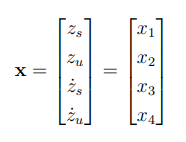 x = [z_s z_u ż_s ż_u] = [x_1 x_2 x_3 x_4]